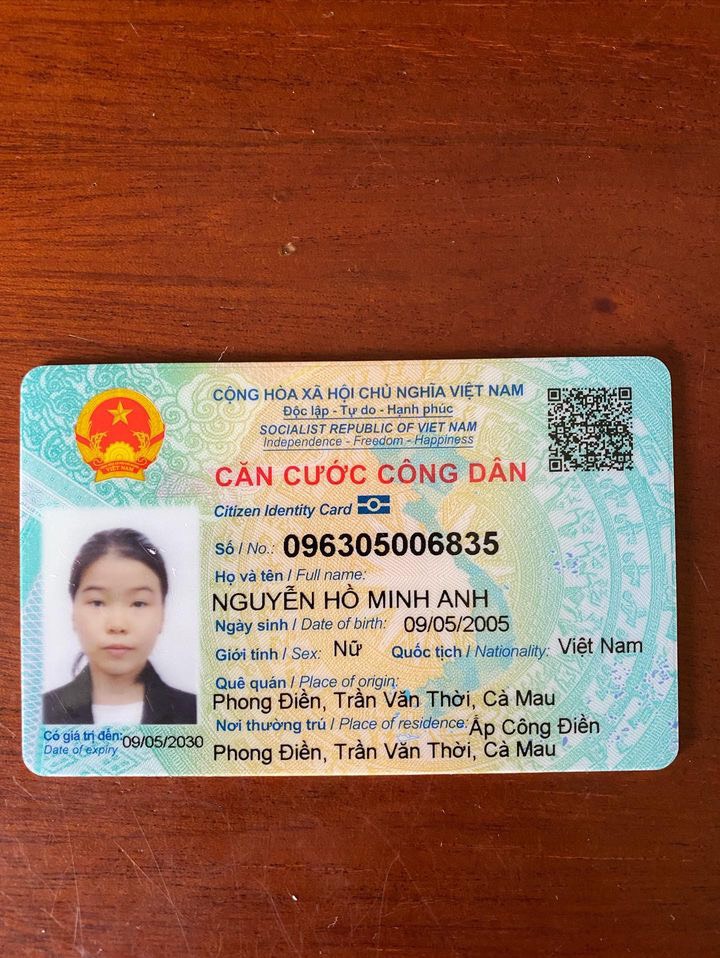 CỘNG HÒA XÃ HỘI CHỦ NGHĨA VIỆT NAM
Độc lập - Tự do - Hạnh phúc
SOCIALIST REPUBLIC OF VIET NAM
Independence - Freedom - Happiness
CĂN CƯỚC CÔNG DÂN
Citizen Identity Card
Số / No.: 096305006835
Họ và tên / Full name:
NGUYỄN HỒ MINH ANH
Ngày sinh / Date of birth: 09/05/2005
Giới tính / Sex: Nữ Quốc tịch / Nationality: Việt Nam
Quê quán / Place of origin:
Phong Điền, Trần Văn Thời, Cà Mau
Nơi thường trú / Place of residence: Ấp Công Điền
Phong Điền, Trần Văn Thời, Cà Mau
Có giá trị đến: 09/05/2030
Date of expiry
VIỆT NAM